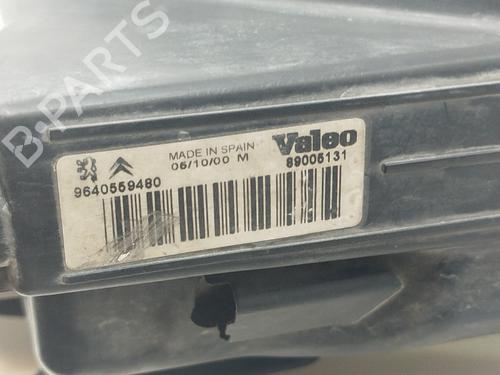 B-PARTS
MADE IN SPAIN
05/10/00 M
Valeo
89005131
9640559480